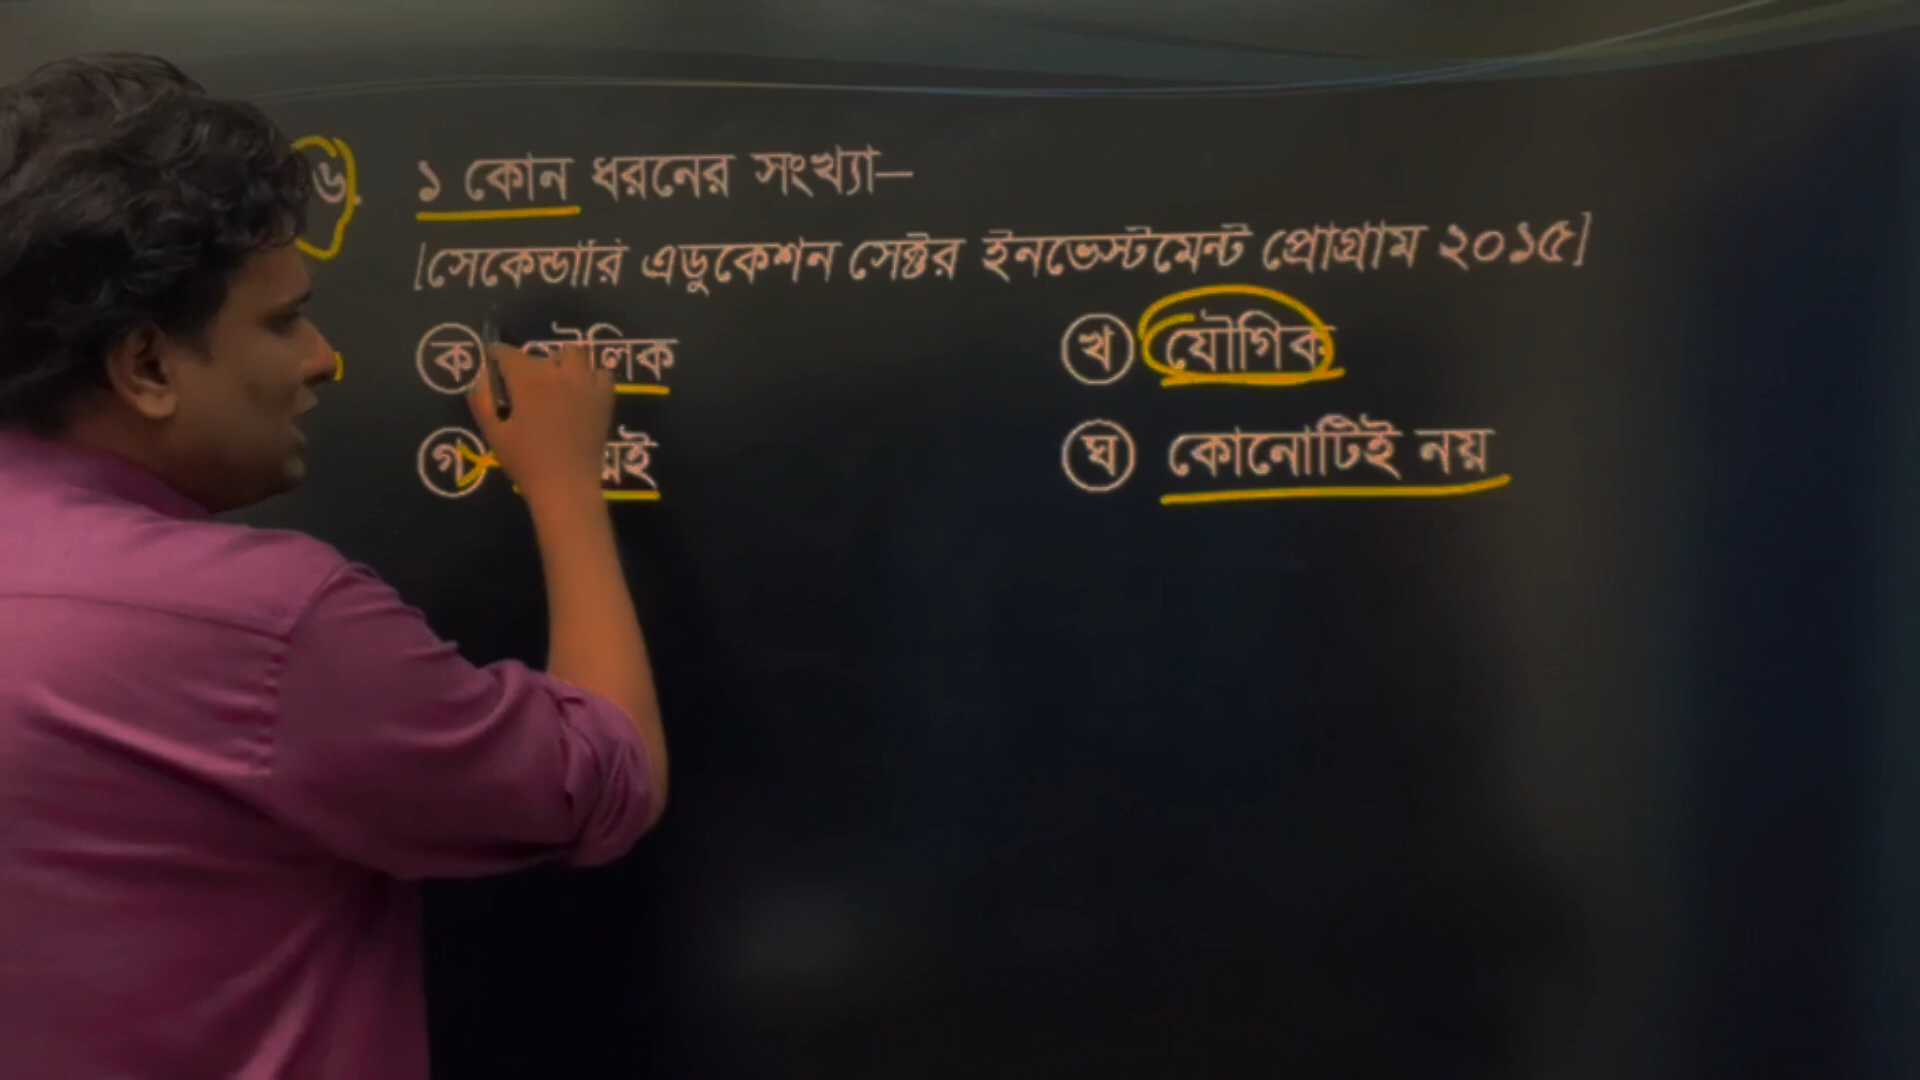 ৬. ১ কোন ধরনের সংখ্যা–
[সেকেন্ডারি এডুকেশন সেক্টর ইনভেস্টমেন্ট প্রোগ্রাম ২০১৫]
ক খ যৌগিক
গ ঘ কোনোটিই নয়